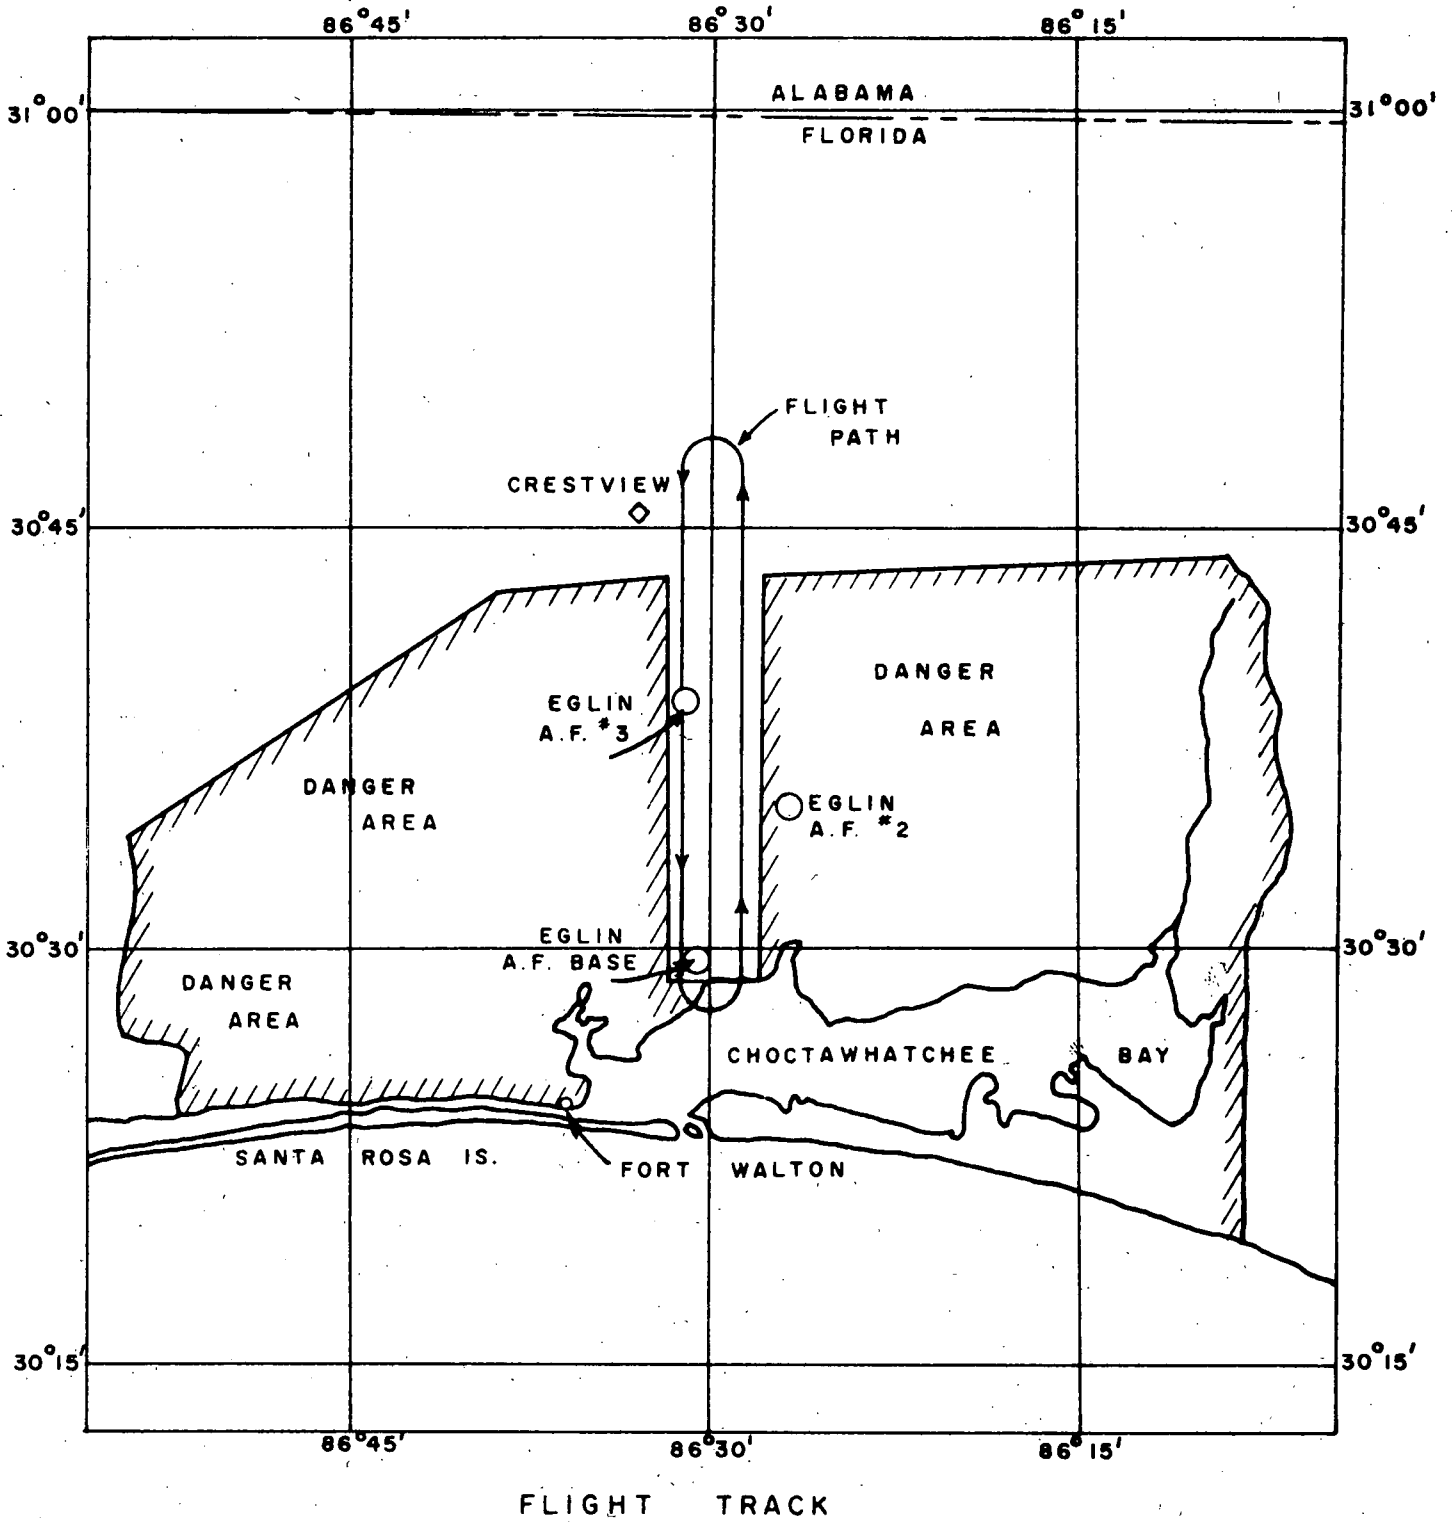 86°45' 86°30' 86°15'
ALABAMA
31°00' 31°00'
FLORIDA
FLIGHT
PATH
CRESTVIEW
30°45' 30°45'
DANGER
AREA
EGLIN
A.F. #3
DANGER
AREA
EGLIN
A.F. #2
EGLIN
A.F. BASE
30°30' 30°30'
DANGER
AREA
CHOCTAWHATCHEE BAY
SANTA ROSA IS.
FORT WALTON
30°15' 30°15'
86°45' 86°30' 86°15'
FLIGHT TRACK